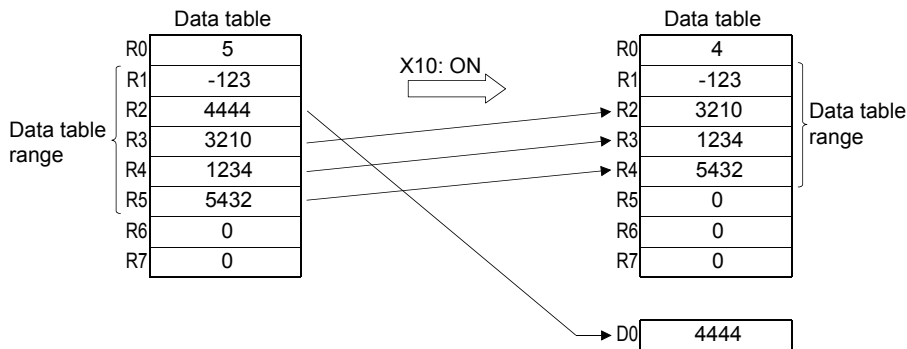 Data table
Data table
R0 5
R1 -123
R2 4444
R3 3210
R4 1234
R5 5432
R6 0
R7 0
Data table
range
X10: ON
R0 4
R1 -123
R2 3210
R3 1234
R4 5432
R5 0
R6 0
R7 0
Data table
range
D0 4444